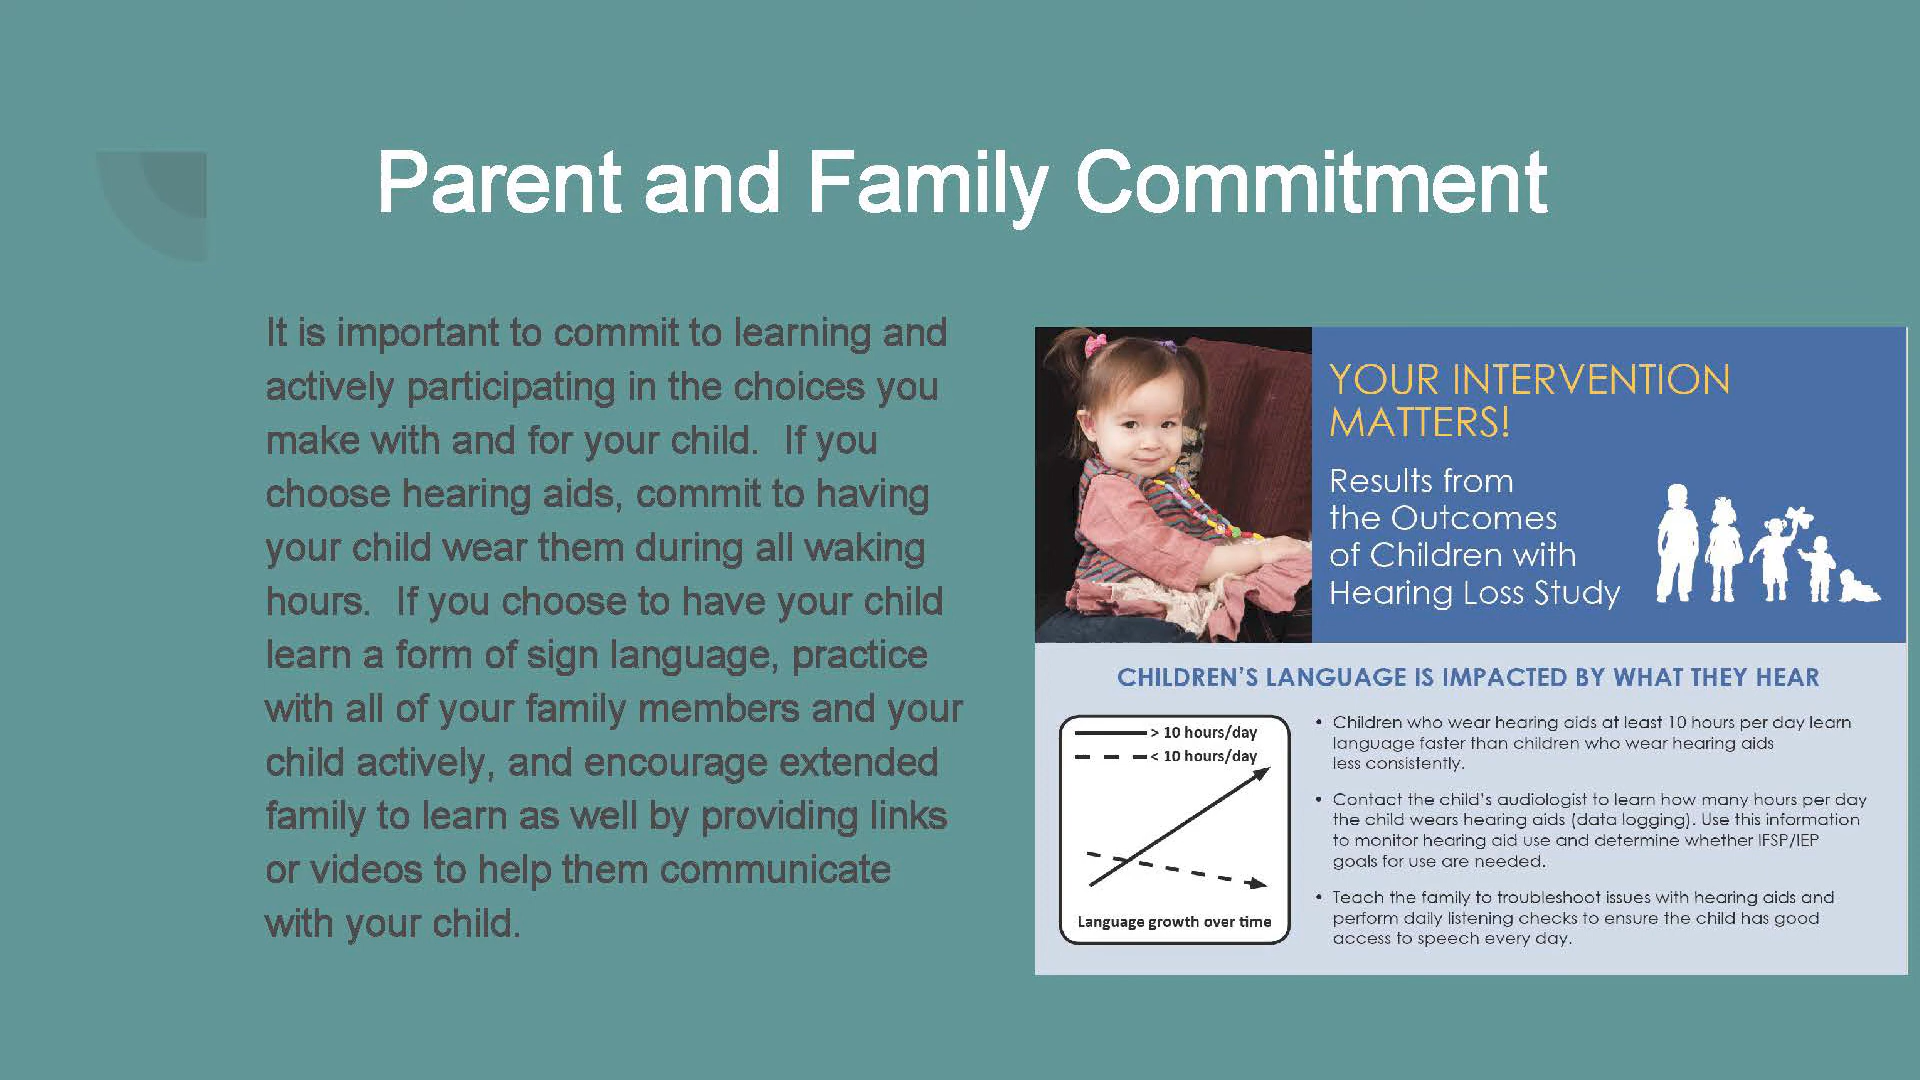 Parent and Family Commitment
It is important to commit to learning and
actively participating in the choices you
make with and for your child.  If you
choose hearing aids, commit to having
your child wear them during all waking
hours.  If you choose to have your child
learn a form of sign language, practice
with all of your family members and your
child actively, and encourage extended
family to learn as well by providing links
or videos to help them communicate
with your child.
YOUR INTERVENTION
MATTERS!
Results from
the Outcomes
of Children with
Hearing Loss Study
CHILDREN'S LANGUAGE IS IMPACTED BY WHAT THEY HEAR
> 10 hours/day
< 10 hours/day
Language growth over time
• Children who wear hearing aids at least 10 hours per day learn
language faster than children who wear hearing aids
less consistently.
• Contact the child's audiologist to learn how many hours per day
the child wears hearing aids (data logging). Use this information
to monitor hearing aid use and determine whether IFSP/IEP
goals for use are needed.
• Teach the family to troubleshoot issues with hearing aids and
perform daily listening checks to ensure the child has good
access to speech every day.